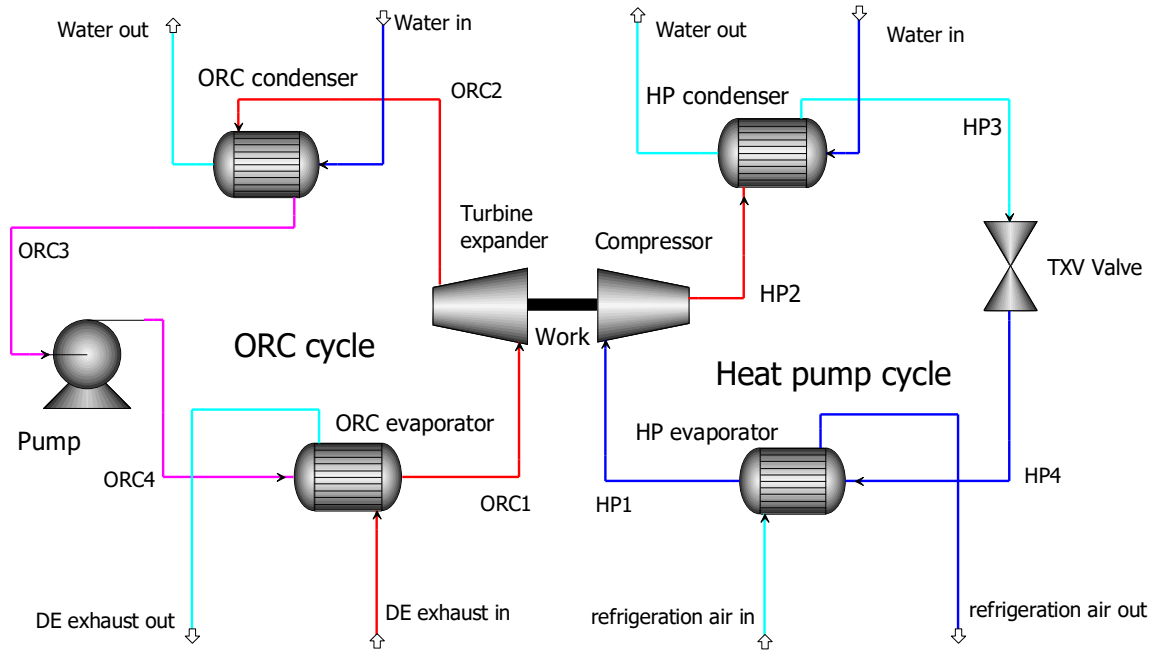 Water out
Water in
ORC condenser
ORC2
Water out
Water in
HP condenser
HP3
ORC3
Turbine
expander
Compressor
TXV Valve
HP2
Work
ORC cycle
Heat pump cycle
Pump
ORC evaporator
HP evaporator
ORC4
ORC1
HP1
HP4
DE exhaust out
DE exhaust in
refrigeration air in
refrigeration air out